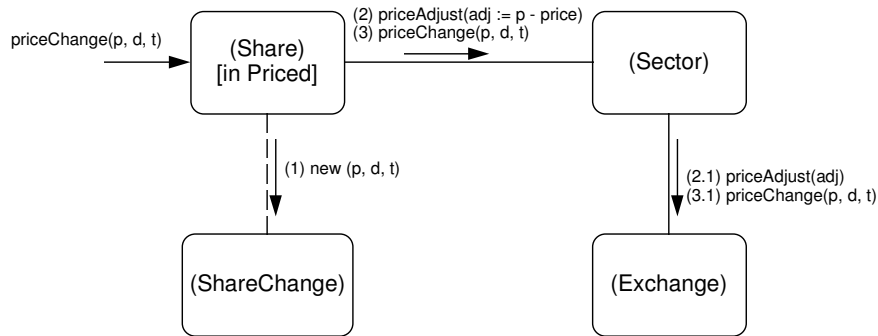 priceChange(p, d, t)
(Share)
[in Priced]
(2) priceAdjust(adj := p - price)
(3) priceChange(p, d, t)
(Sector)
(1) new (p, d, t)
(2.1) priceAdjust(adj)
(3.1) priceChange(p, d, t)
(ShareChange)
(Exchange)